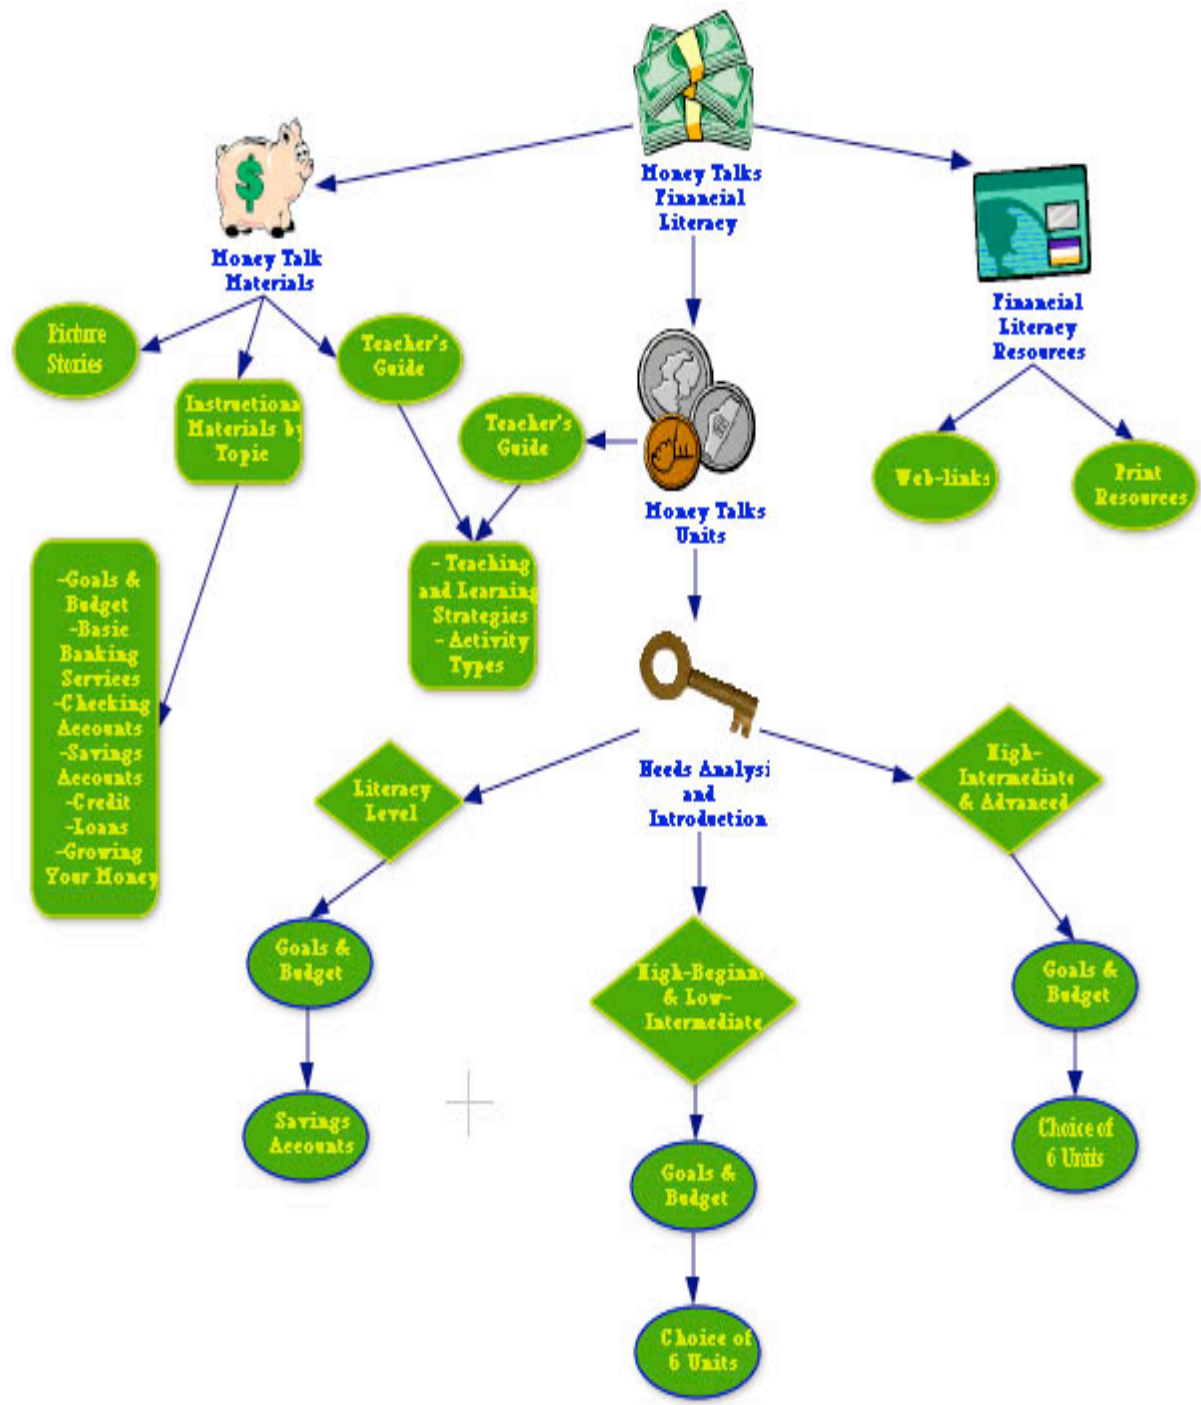 Money Talks
Financial
Literacy
Money Talk
Materials
Financial
Literacy
Resources
Picture
Stories
Teacher's
Guide
Instructiona
Materials by
Topic
Teacher's
Guide
Money Talks
Units
Web-links
Print
Resources
-Goals &
Budget
-Basic
Banking
Services
-Checking
Accounts
-Savings
Accounts
-Credit
-Loans
-Growing
Your Money
- Teaching
and Learning
Strategies
- Activity
Types
Needs Analysi
and
Introduction
Literacy
Level
High-
Intermediate
& Advanced
Goals &
Budget
Savings
Accounts
High-Beginne
& Low-
Intermediate
Goals &
Budget
Choice of
6 Units
Goals &
Budget
Choice of
6 Units